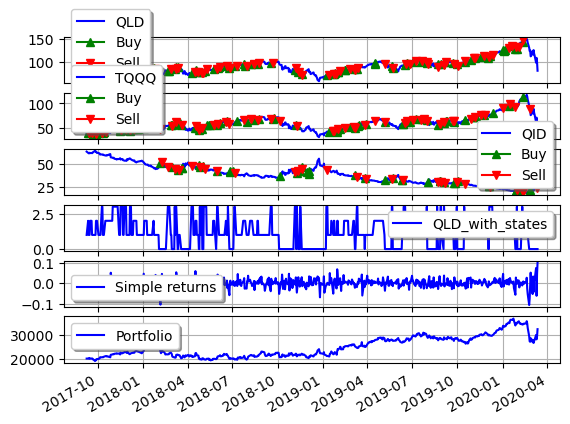 QLD
Buy
Sell
150
100
TQQQ
Buy
Sell
100
50
QID
Buy
Sell
50
25
QLD_with_states
2.5
0.0
Simple returns
0.1
0.0
−0.1
Portfolio
30000
20000
2017-10
2018-01
2018-04
2018-07
2018-10
2019-01
2019-04
2019-07
2019-10
2020-01
2020-04